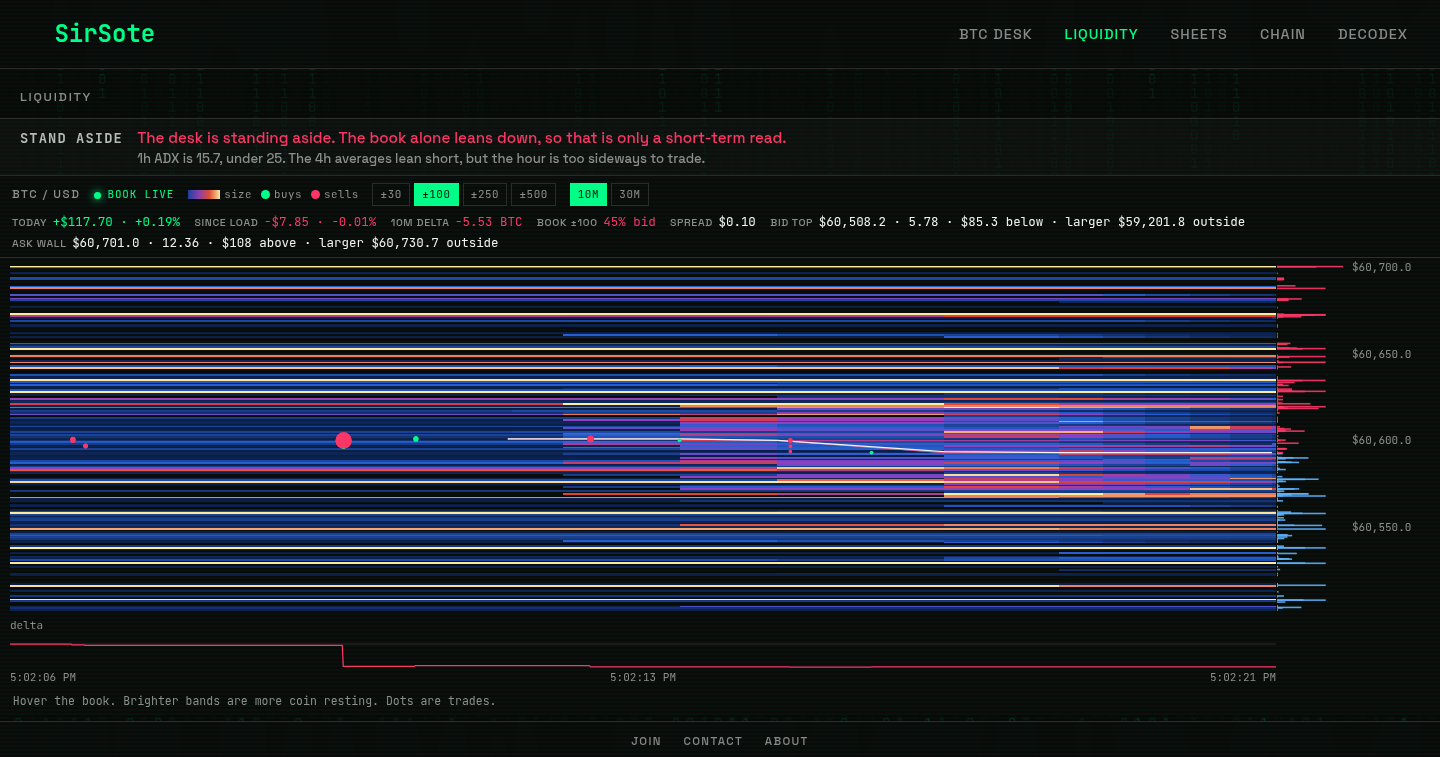 SirSote
BTC DESK LIQUIDITY SHEETS CHAIN DECODEX
LIQUIDITY
STAND ASIDE The desk is standing aside. The book alone leans down, so that is only a short-term read.
1h ADX is 15.7, under 25. The 4h averages lean short, but the hour is too sideways to trade.
BTC / USD BOOK LIVE size buys sells ±30 ±100 ±250 ±500 10M 30M
TODAY +$117.70 · +0.19% SINCE LOAD -$7.85 · -0.01% 10M DELTA -5.53 BTC BOOK ±100 45% bid SPREAD $0.10 BID TOP $60,508.2 · 5.78 · $85.3 below · larger $59,201.8 outside
ASK WALL $60,701.0 · 12.36 · $108 above · larger $60,730.7 outside
$60,700.0
$60,650.0
$60,600.0
$60,550.0
delta
5:02:06 PM 5:02:13 PM 5:02:21 PM
Hover the book. Brighter bands are more coin resting. Dots are trades.
JOIN CONTACT ABOUT